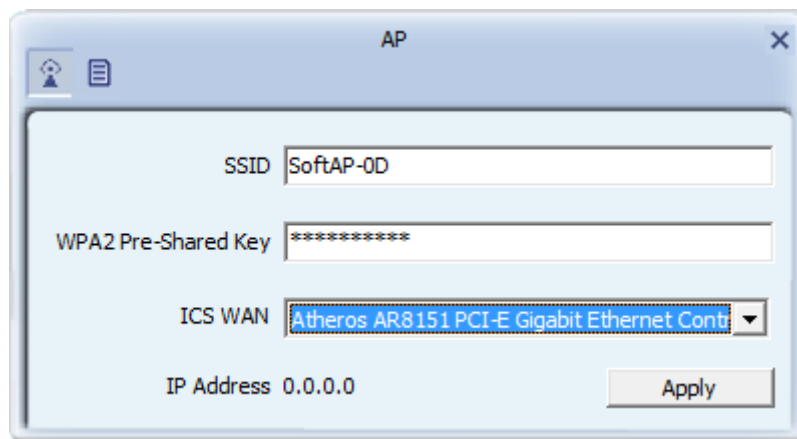 AP
SSID SoftAP-0D
WPA2 Pre-Shared Key **********
ICS WAN Atheros AR8151 PCI-E Gigabit Ethernet Contr
IP Address 0.0.0.0 Apply